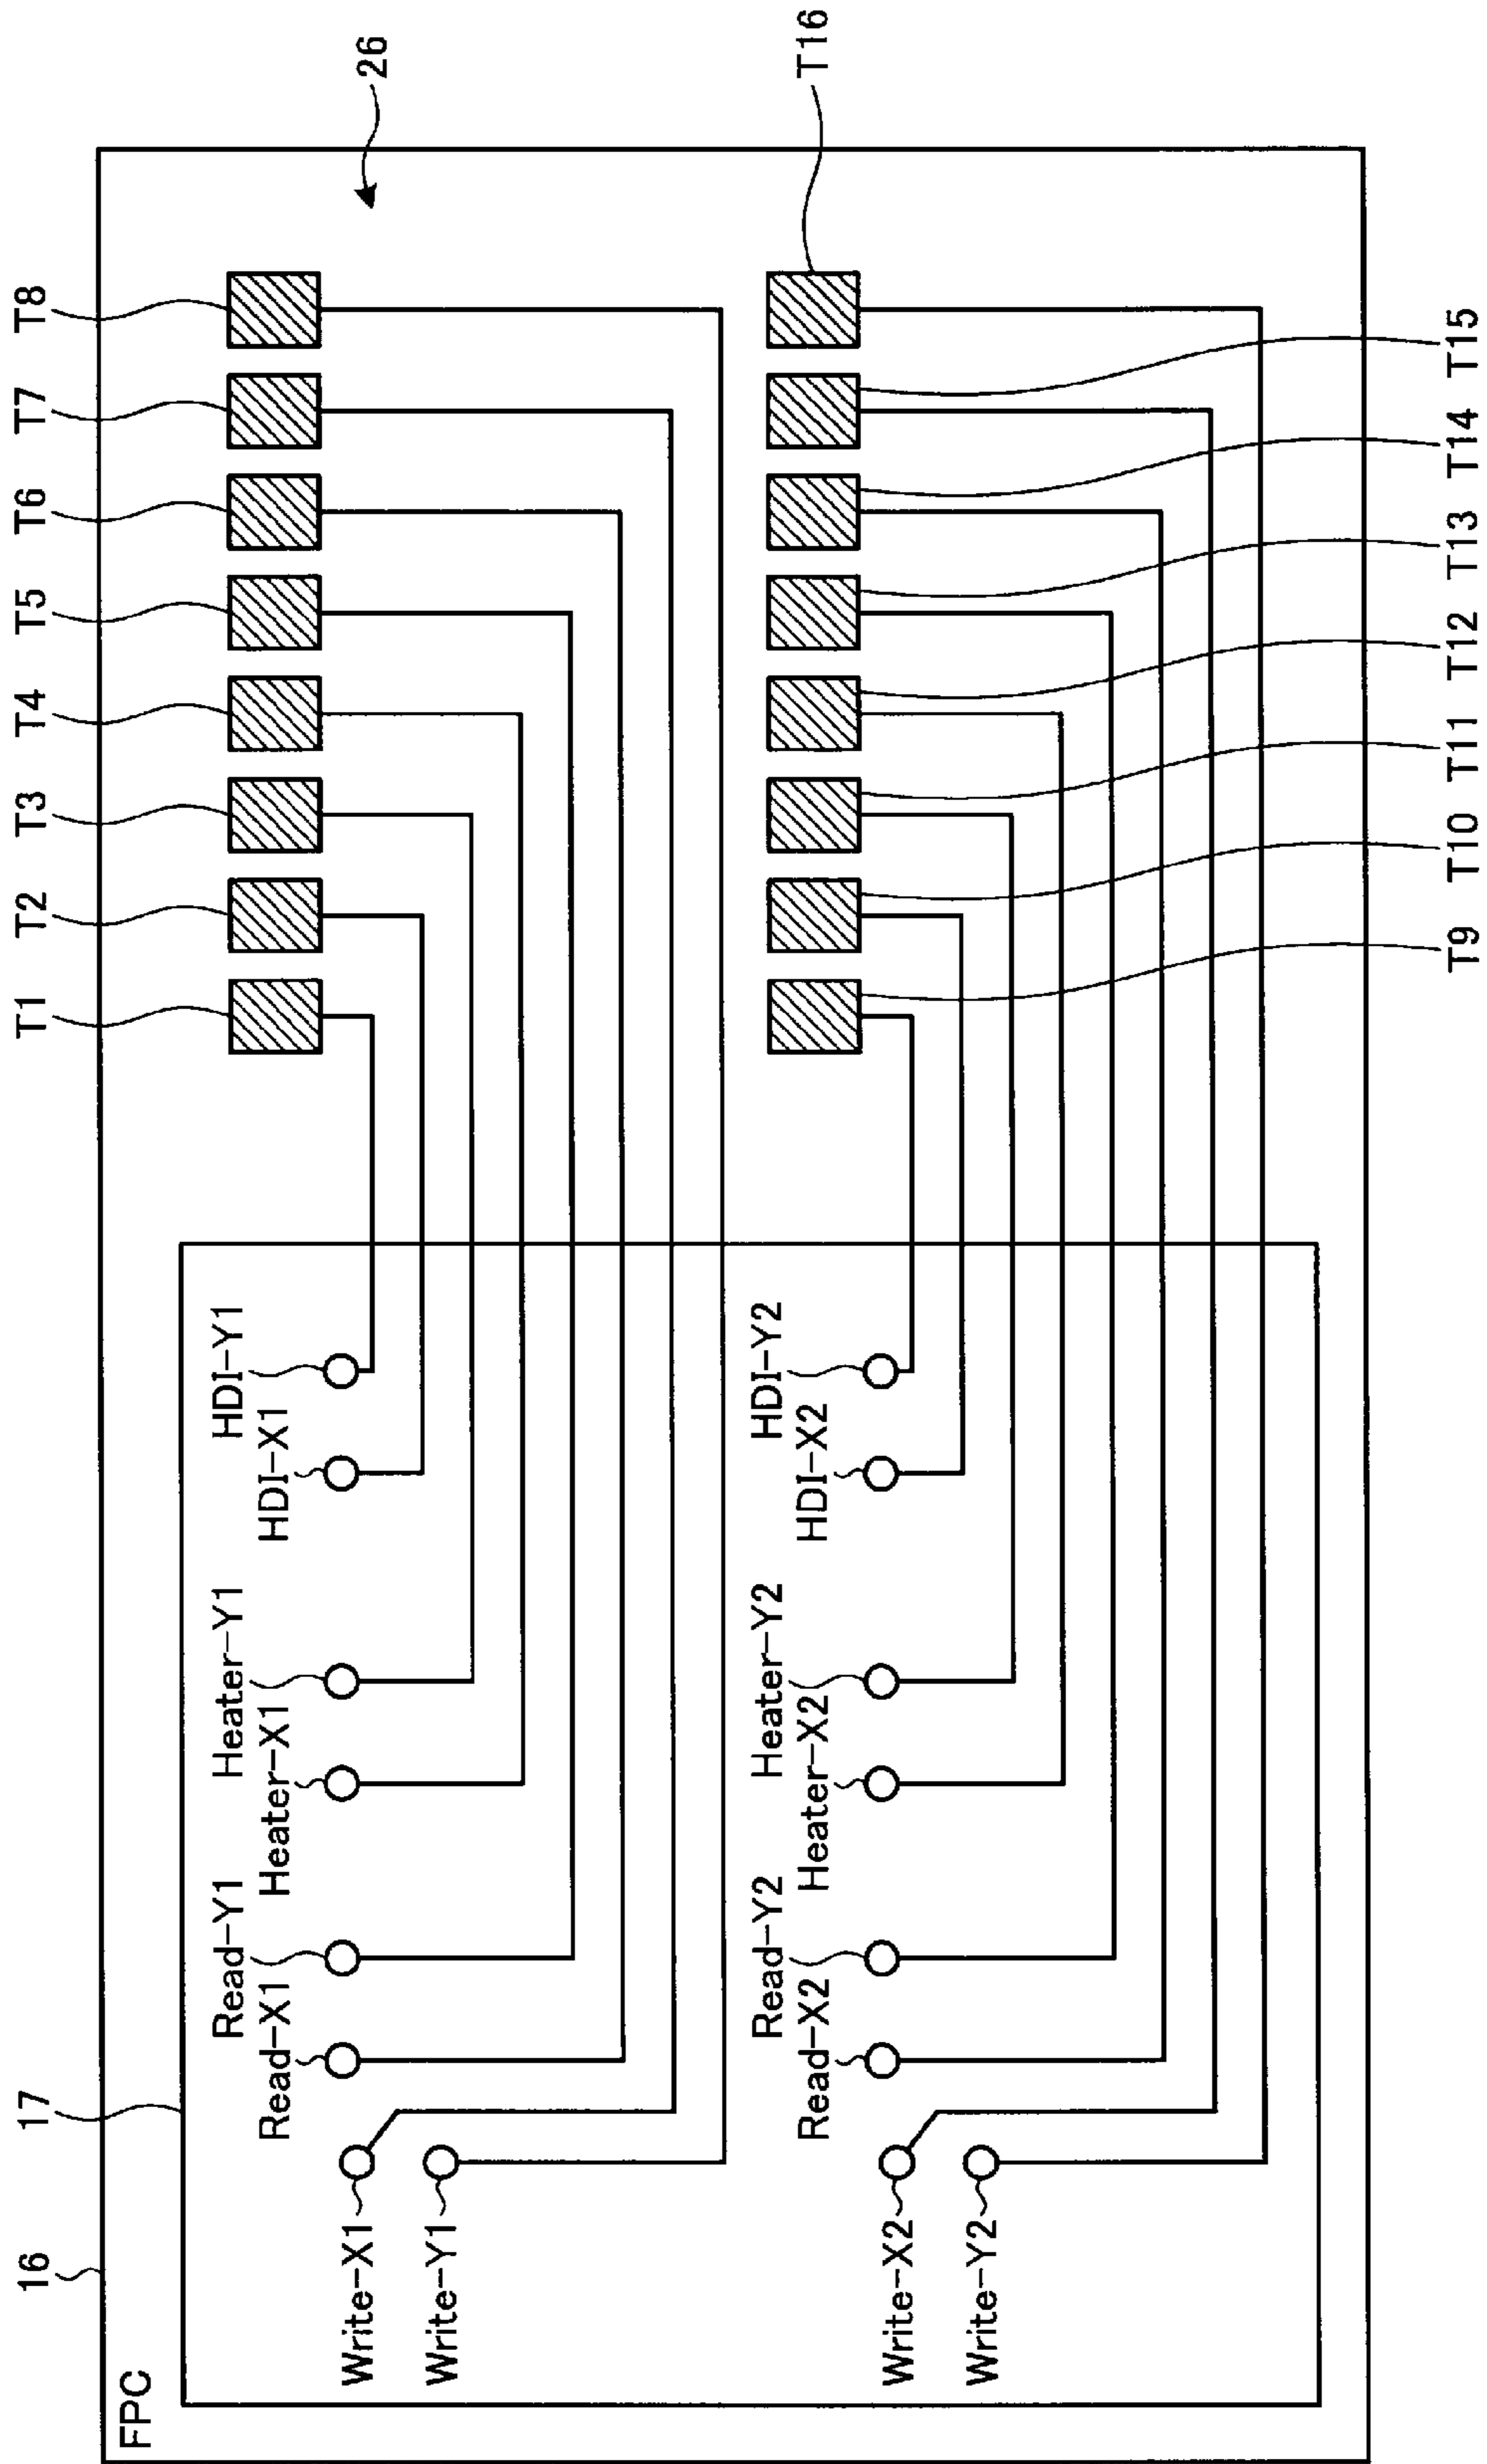 FPC
16
17
26
T1
T2
T3
T4
T5
T6
T7
T8
Write-X1
Write-Y1
Read-X1
Read-Y1
Heater-X1
Heater-Y1
HDI-X1
HDI-Y1
T16
Write-X2
Write-Y2
Read-X2
Read-Y2
Heater-X2
Heater-Y2
HDI-X2
HDI-Y2
T9
T10
T11
T12
T13
T14
T15